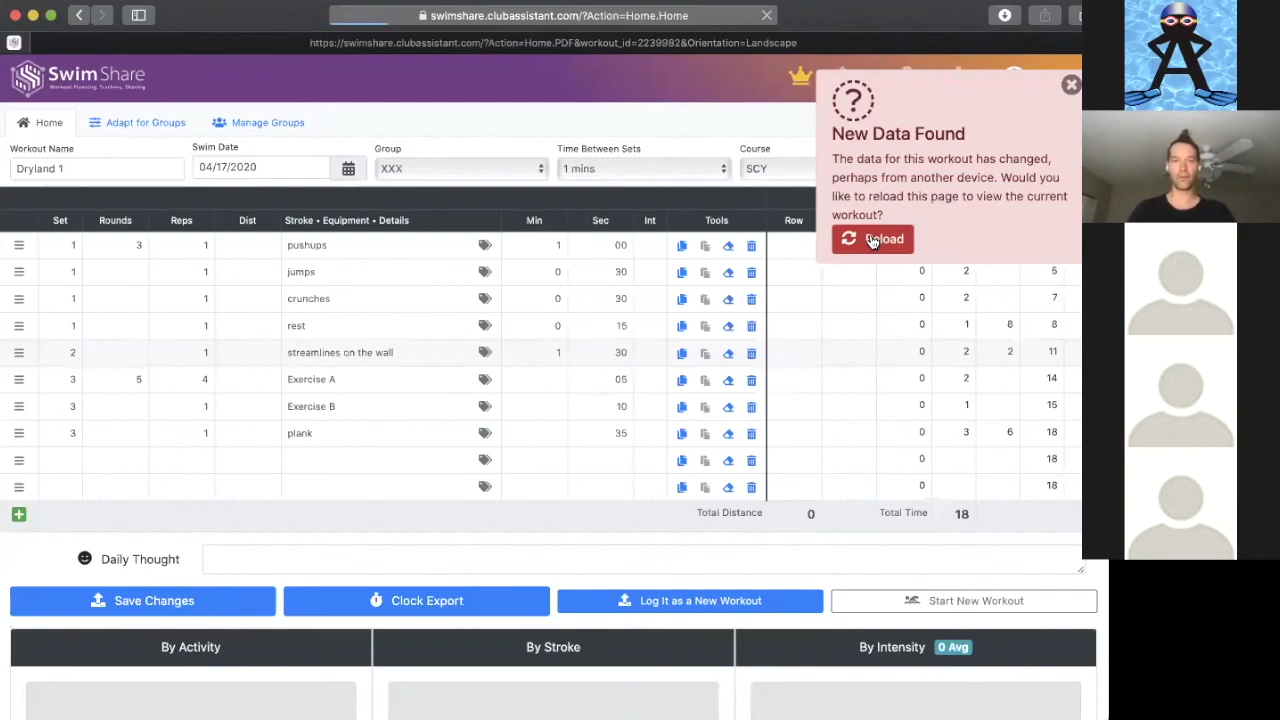 swimshare.clubassistant.com/?Action=Home.Home
https://swimshare.clubassistant.com/?Action=Home.PDF&workout_id=2239982&Orientation=Landscape
SwimShare
Workout Planning, Tracking, Sharing
Home Adapt for Groups Manage Groups
Workout Name Swim Date Group Time Between Sets Course
Dryland 1 04/17/2020 XXX 1 mins SCY
New Data Found
The data for this workout has changed,
perhaps from another device. Would you
like to reload this page to view the current
workout?
Reload
Set Rounds Reps Dist Stroke • Equipment • Details Min Sec Int Tools Row
1 3 1 pushups 1 00
1 1 jumps 0 30 0 2 5
1 1 crunches 0 30 0 2 7
1 1 rest 0 15 0 1 8 8
2 1 streamlines on the wall 1 30 0 2 2 11
3 5 4 Exercise A 05 0 2 14
3 1 Exercise B 10 0 1 15
3 1 plank 35 0 3 6 18
0 18
0 18
Total Distance 0 Total Time 18
Daily Thought
Save Changes Clock Export Log It as a New Workout Start New Workout
By Activity By Stroke By Intensity 0 Avg